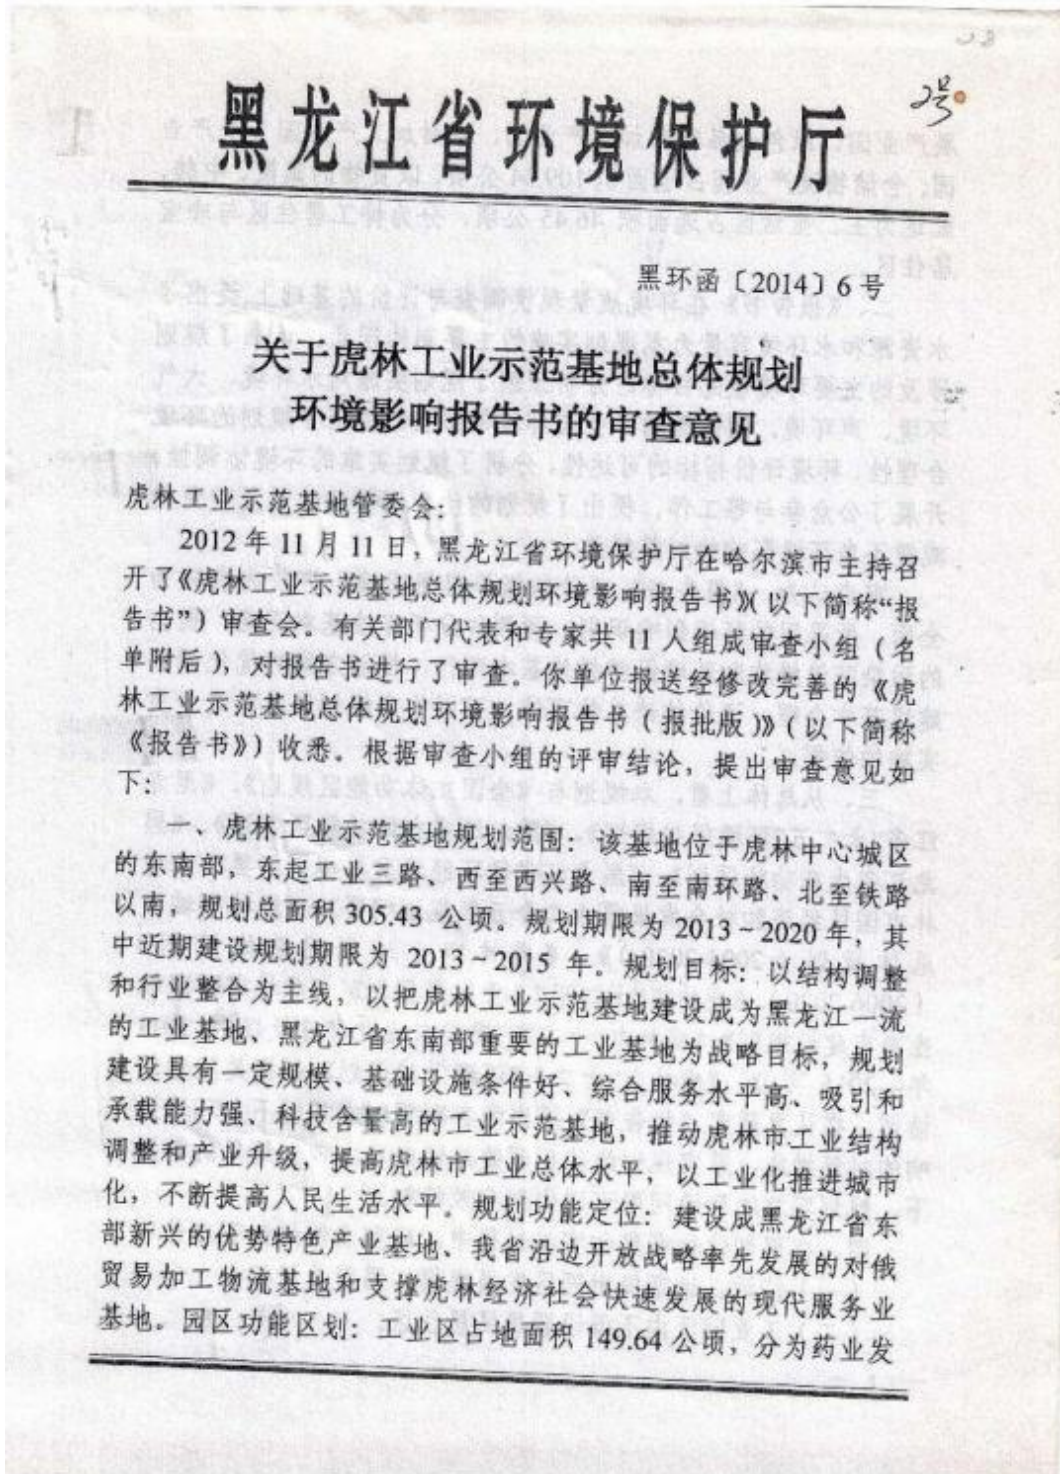 2号
黑龙江省环境保护厅
黑环函〔2014〕6号
关于虎林工业示范基地总体规划
环境影响报告书的审查意见
虎林工业示范基地管委会:
2012年11月11日,黑龙江省环境保护厅在哈尔滨市主持召
开了《虎林工业示范基地总体规划环境影响报告书》(以下简称“报
告书”)审查会。有关部门代表和专家共11人组成审查小组(名
单附后),对报告书进行了审查。你单位报送经修改完善的《虎
林工业示范基地总体规划环境影响报告书(报批版)》(以下简称
《报告书》)收悉。根据审查小组的评审结论,提出审查意见如
下:
一、虎林工业示范基地规划范围:该基地位于虎林中心城区
的东南部,东起工业三路、西至西兴路、南至南环路、北至铁路
以南,规划总面积305.43公顷。规划期限为2013~2020年,其
中近期建设规划期限为2013~2015年。规划目标:以结构调整
和行业整合为主线,以把虎林工业示范基地建设成为黑龙江一流
的工业基地、黑龙江省东南部重要的工业基地为战略目标,规划
建设具有一定规模、基础设施条件好、综合服务水平高、吸引和
承载能力强、科技含量高的工业示范基地,推动虎林市工业结构
调整和产业升级,提高虎林市工业总体水平,以工业化推进城市
化,不断提高人民生活水平。规划功能定位:建设成黑龙江省东
部新兴的优势特色产业基地、我省沿边开放战略率先发展的对俄
贸易加工物流基地和支撑虎林经济社会快速发展的现代服务业
基地。园区功能区划:工业区占地面积149.64公顷,分为药业发